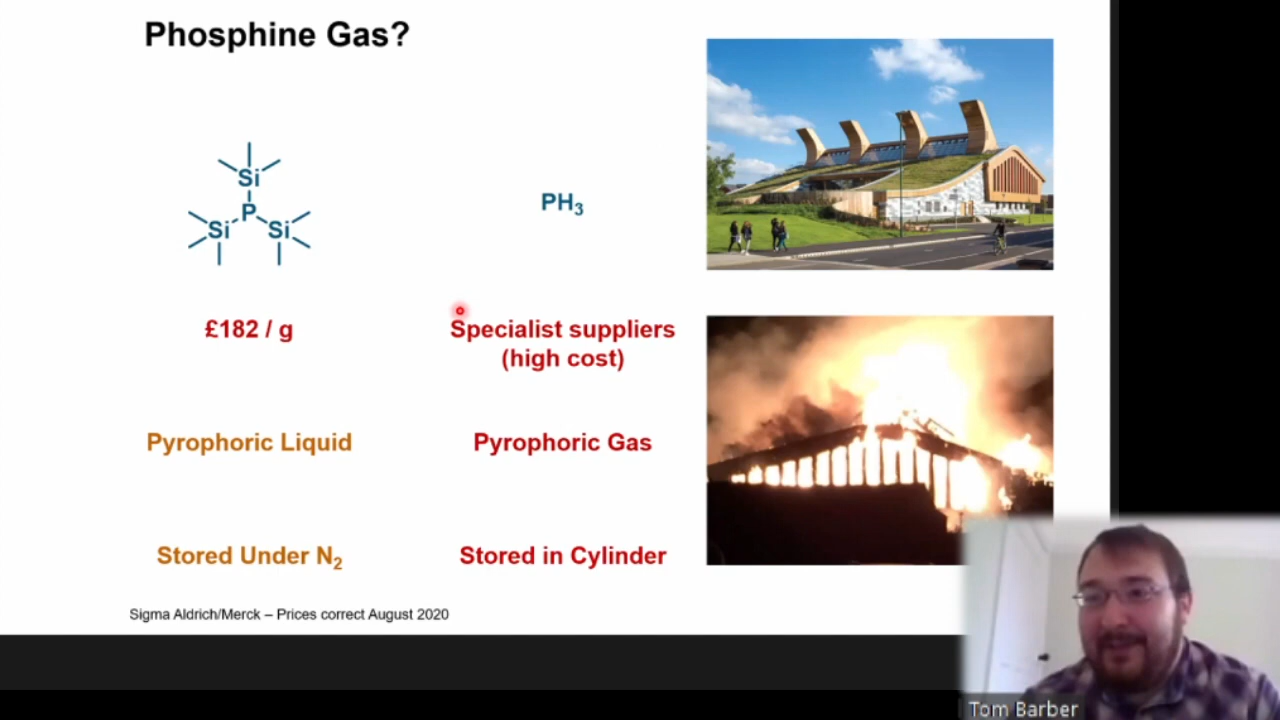 Phosphine Gas?
Si
P
Si
Si
PH₃
£182 / g
Specialist suppliers
(high cost)
Pyrophoric Liquid
Pyrophoric Gas
Stored Under N₂
Stored in Cylinder
Sigma Aldrich/Merck – Prices correct August 2020
Tom Barber